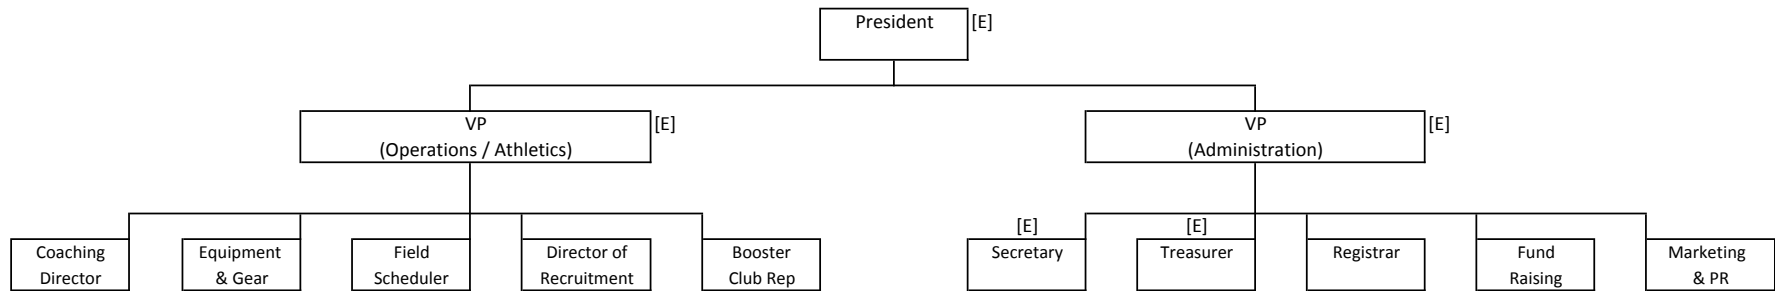 President [E]
VP [E]
(Operations / Athletics)
VP [E]
(Administration)
[E] [E]
Coaching
Director
Equipment
& Gear
Field
Scheduler
Director of
Recruitment
Booster
Club Rep
Secretary
Treasurer
Registrar
Fund
Raising
Marketing
& PR